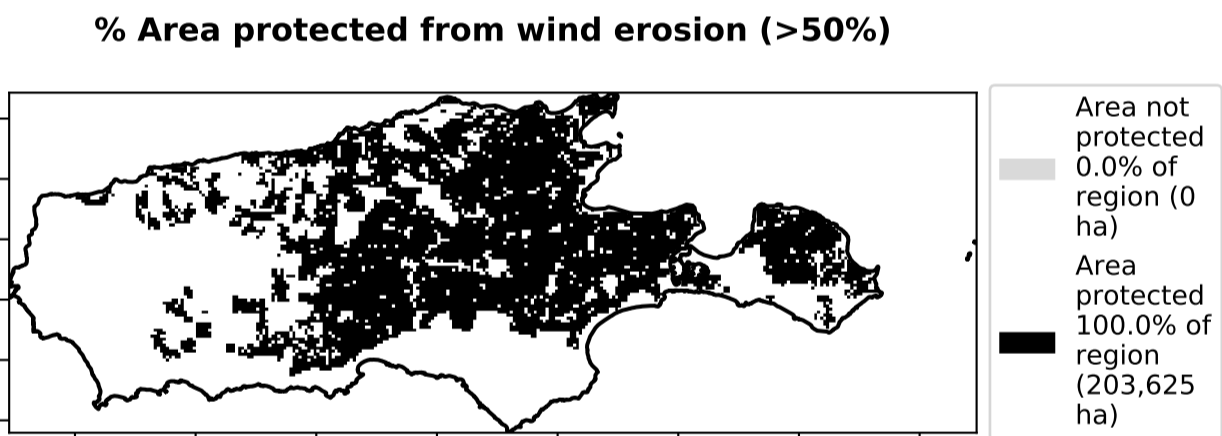 % Area protected from wind erosion (>50%)
Area not
protected
0.0% of
region (0
ha)
Area
protected
100.0% of
region
(203,625
ha)